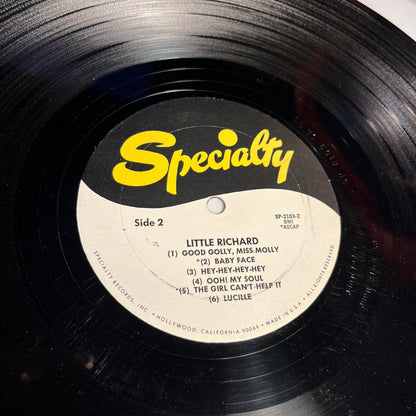 Specialty
Side 2
SP-2103-2
BMI
*ASCAP
LITTLE RICHARD
(1) GOOD GOLLY, MISS MOLLY
*(2) BABY FACE
(3) HEY-HEY-HEY-HEY
(4) OOH! MY SOUL
*(5) THE GIRL CAN'T HELP IT
(6) LUCILLE
SPECIALTY RECORDS, INC. • HOLLYWOOD, CALIFORNIA 90069 • MADE IN U.S.A. • ALL RIGHTS RESERVED